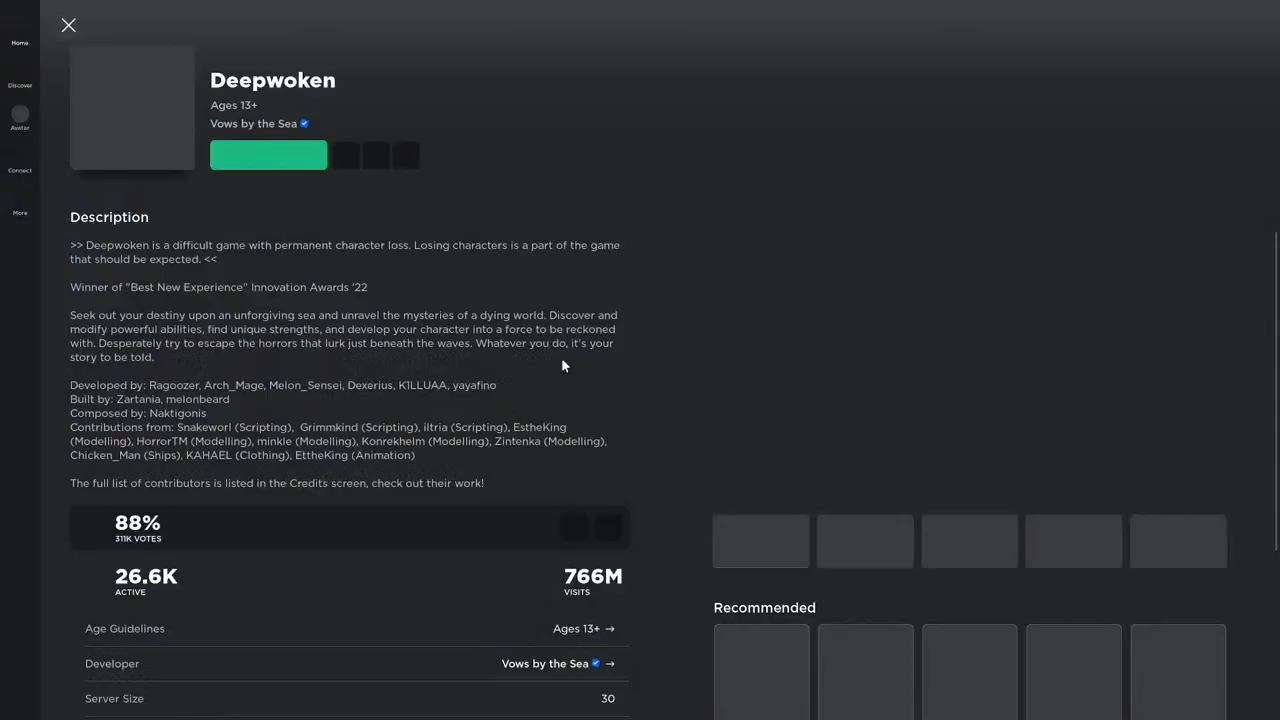 Home
Discover
Avatar
Connect
More
Deepwoken
Ages 13+
Vows by the Sea
Description
>> Deepwoken is a difficult game with permanent character loss. Losing characters is a part of the game
that should be expected. <<
Winner of "Best New Experience" Innovation Awards '22
Seek out your destiny upon an unforgiving sea and unravel the mysteries of a dying world. Discover and
modify powerful abilities, find unique strengths, and develop your character into a force to be reckoned
with. Desperately try to escape the horrors that lurk just beneath the waves. Whatever you do, it's your
story to be told.
Developed by: Ragoozer, Arch_Mage, Melon_Sensei, Dexerius, K1LLUAA, yayafino
Built by: Zartania, melonbeard
Composed by: Naktigonis
Contributions from: Snakeworl (Scripting),  Grimmkind (Scripting), iltria (Scripting), EstheKing
(Modelling), HorrorTM (Modelling), minkle (Modelling), Konrekhelm (Modelling), Zintenka (Modelling),
Chicken_Man (Ships), KAHAEL (Clothing), EttheKing (Animation)
The full list of contributors is listed in the Credits screen, check out their work!
88%
311K VOTES
26.6K
ACTIVE
766M
VISITS
Age Guidelines
Ages 13+ →
Developer
Vows by the Sea →
Server Size
30
Recommended